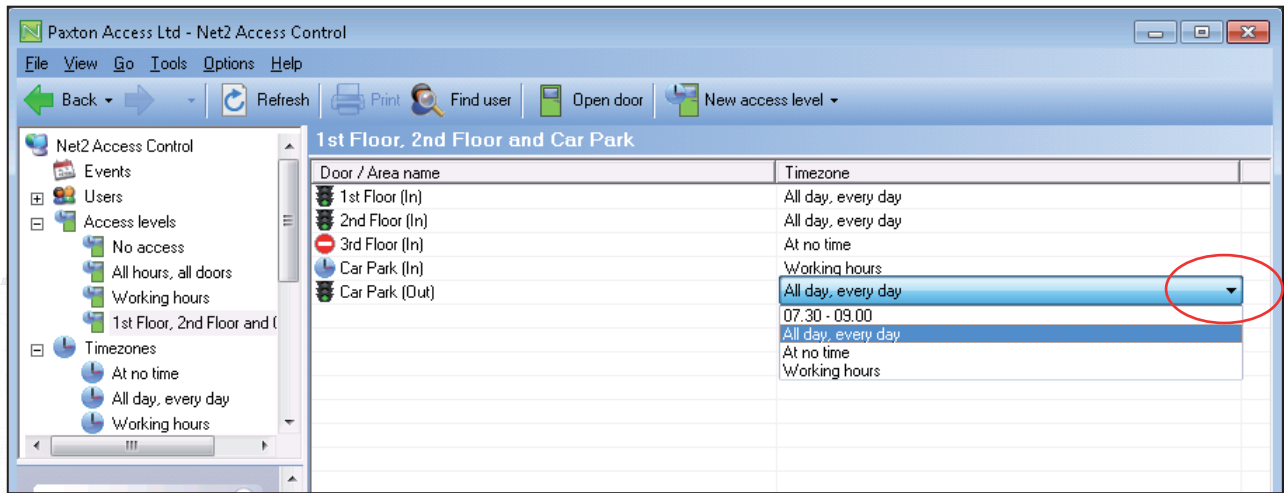 Paxton Access Ltd - Net2 Access Control
File View Go Tools Options Help
Back Refresh Print Find user Open door New access level
Net2 Access Control
Events
Users
Access levels
No access
All hours, all doors
Working hours
1st Floor, 2nd Floor and (
Timezones
At no time
All day, every day
Working hours
1st Floor, 2nd Floor and Car Park
Door / Area name Timezone
1st Floor (In) All day, every day
2nd Floor (In) All day, every day
3rd Floor (In) At no time
Car Park (In) Working hours
Car Park (Out) All day, every day
07.30 - 09.00
All day, every day
At no time
Working hours